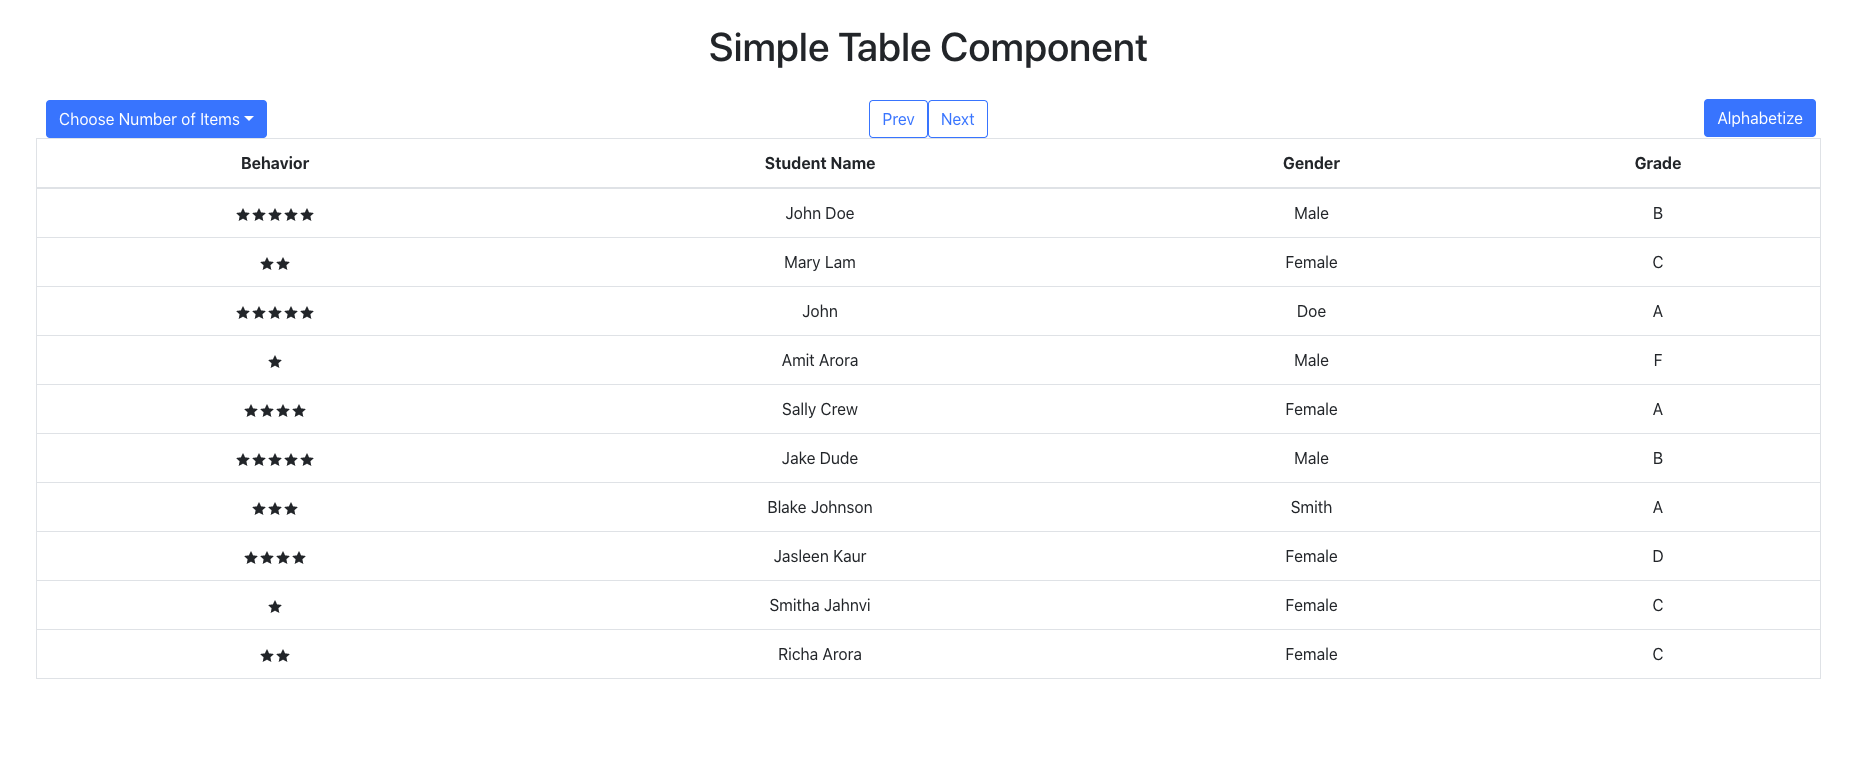 Simple Table Component
Choose Number of Items Prev Next Alphabetize
Behavior Student Name Gender Grade
★★★★★ John Doe Male B
★★ Mary Lam Female C
★★★★★ John Doe A
★ Amit Arora Male F
★★★★ Sally Crew Female A
★★★★★ Jake Dude Male B
★★★ Blake Johnson Smith A
★★★★ Jasleen Kaur Female D
★ Smitha Jahnvi Female C
★★ Richa Arora Female C